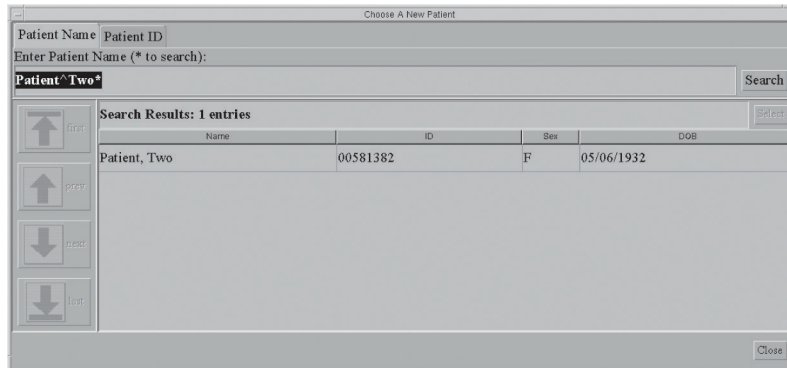 Choose A New Patient
Patient Name Patient ID
Enter Patient Name (* to search):
Patient^Two* Search
first Search Results: 1 entries Select
Name ID Sex DOB
Patient, Two 00581382 F 05/06/1932
prev
next
last
Close